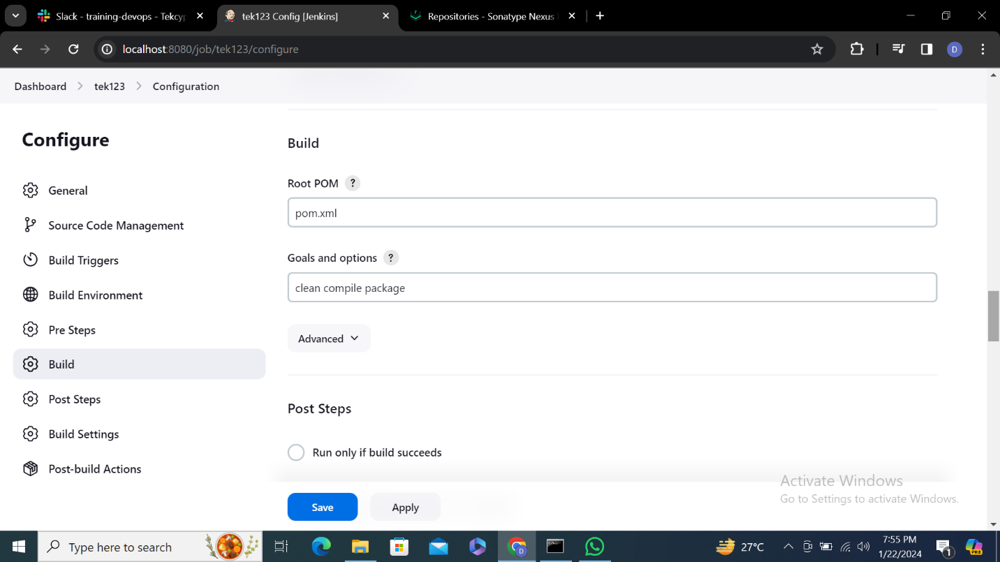 Slack - training-devops - Tekcyp
tek123 Config [Jenkins]
Repositories - Sonatype Nexus
localhost:8080/job/tek123/configure
D
Dashboard
tek123
Configuration
Configure
General
Source Code Management
Build Triggers
Build Environment
Pre Steps
Build
Post Steps
Build Settings
Post-build Actions
Build
Root POM ?
pom.xml
Goals and options ?
clean compile package
Advanced
Post Steps
Run only if build succeeds
Save
Apply
Activate Windows
Go to Settings to activate Windows.
Type here to search
D
27°C
7:55 PM
1/22/2024
1
PRE